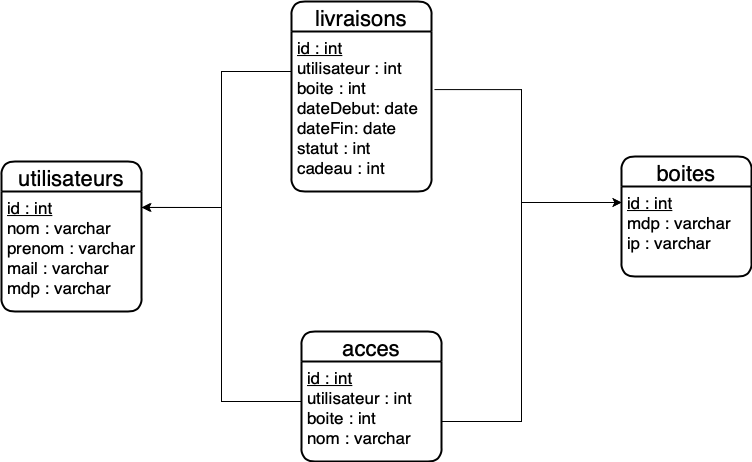 livraisons
id : int
utilisateur : int
boite : int
dateDebut: date
dateFin: date
statut : int
cadeau : int
utilisateurs
id : int
nom : varchar
prenom : varchar
mail : varchar
mdp : varchar
boites
id : int
mdp : varchar
ip : varchar
acces
id : int
utilisateur : int
boite : int
nom : varchar